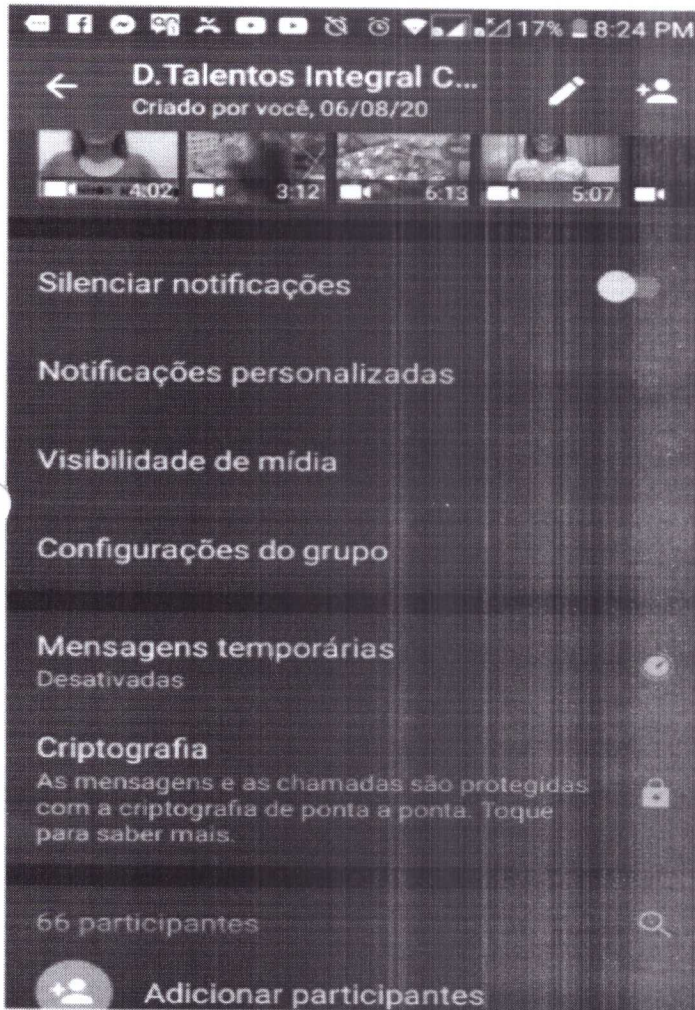 17% 8:24 PM
D.Talentos Integral C...
Criado por você, 06/08/20
4:02 3:12 6:13 5:07
Silenciar notificações
Notificações personalizadas
Visibilidade de mídia
Configurações do grupo
Mensagens temporárias
Desativadas
Criptografia
As mensagens e as chamadas são protegidas
com a criptografia de ponta a ponta. Toque
para saber mais.
66 participantes
Adicionar participantes